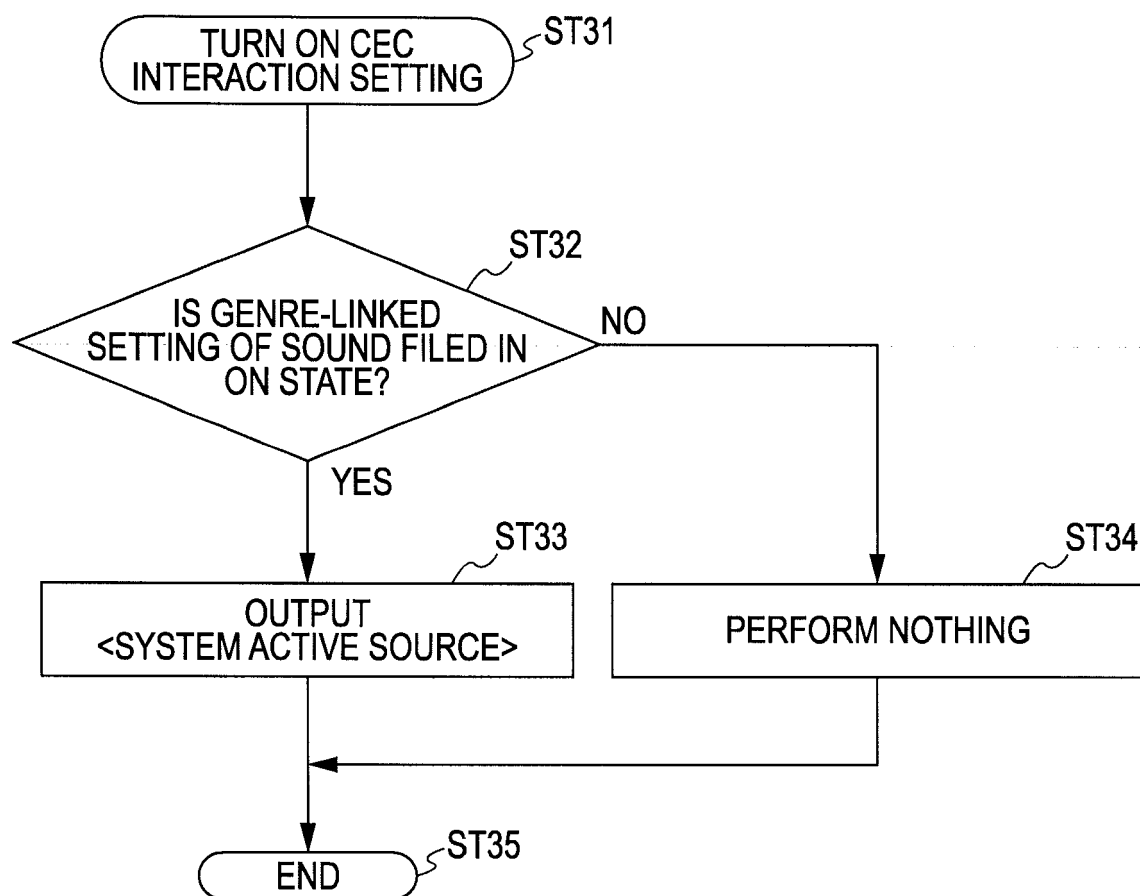 TURN ON CEC
INTERACTION SETTING
ST31
ST32
IS GENRE-LINKED
SETTING OF SOUND FILED IN
ON STATE?
NO
YES
ST33
OUTPUT
<SYSTEM ACTIVE SOURCE>
ST34
PERFORM NOTHING
END
ST35